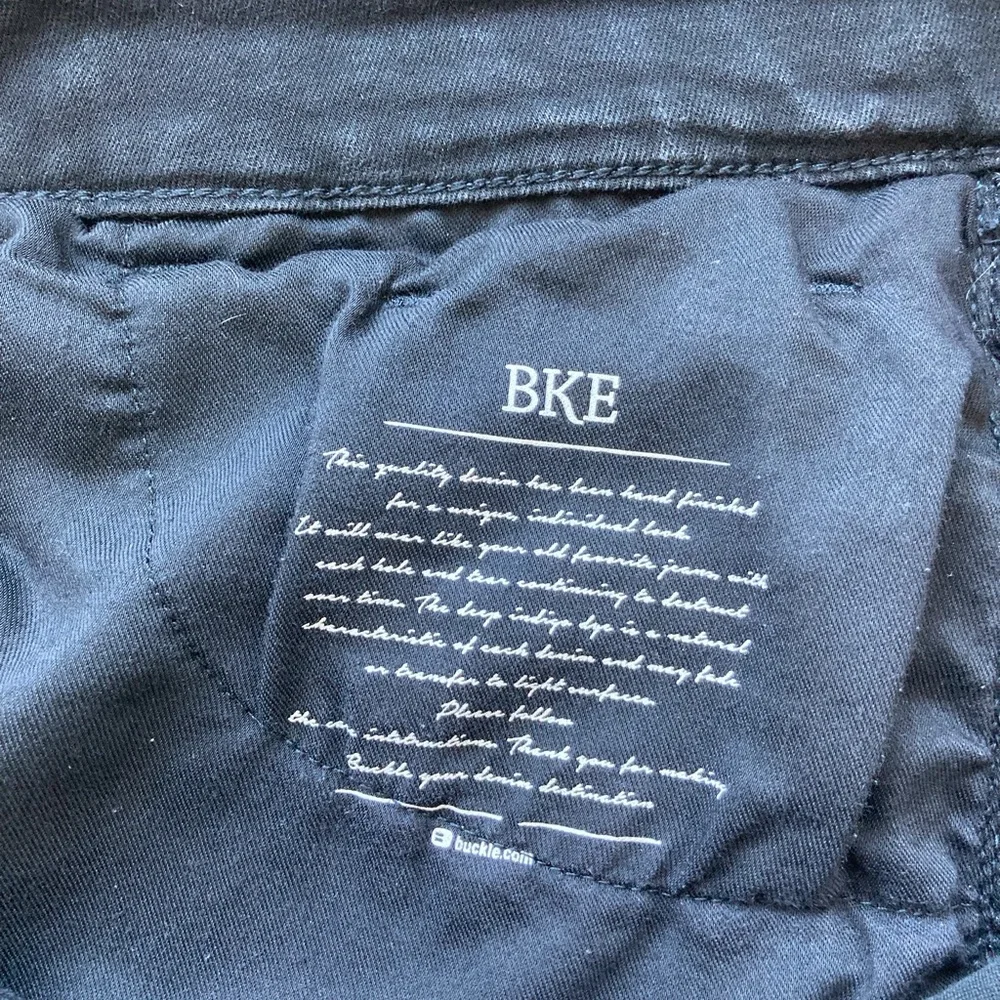 BKE
This quality denim has been hand finished
for a unique, individual look
It will wear like your old favorite jeans with
each hole and tear continuing to destruct
over time. The deep indigo dye is a natural
characteristic of each denim and may fade
or transfer to light surfaces
Please follow
the care instructions. Thank you for making
Buckle your denim destination
B buckle.com